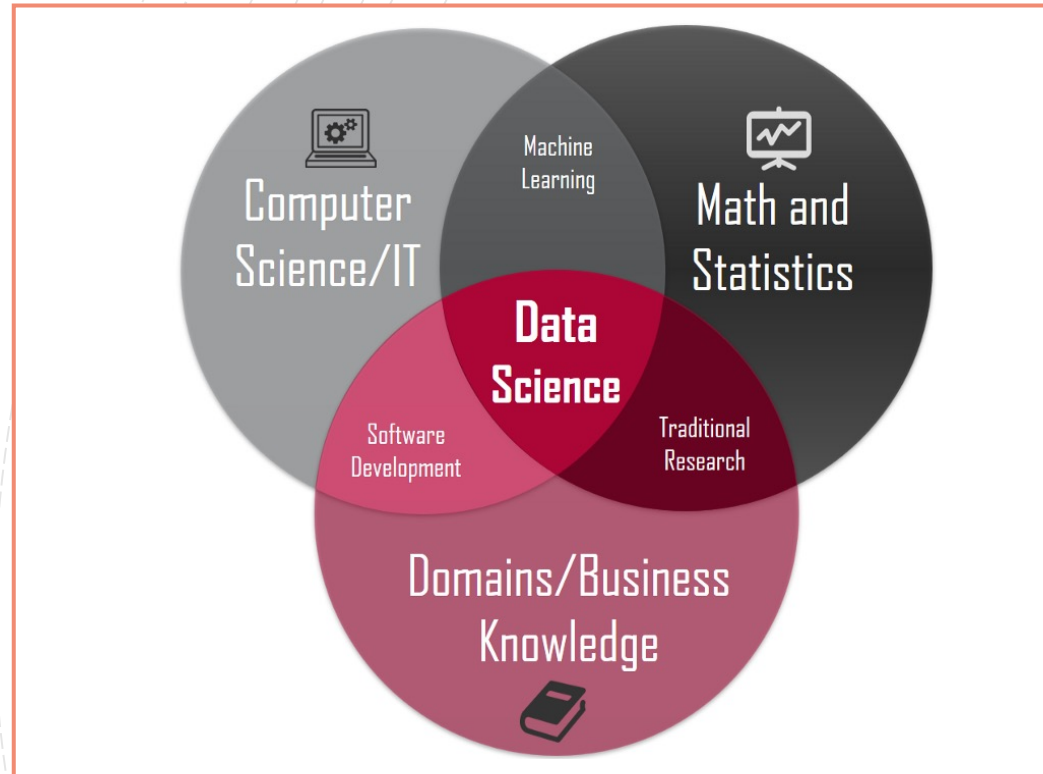 Machine
Learning
Computer
Science/IT
Math and
Statistics
Data
Science
Software
Development
Traditional
Research
Domains/Business
Knowledge